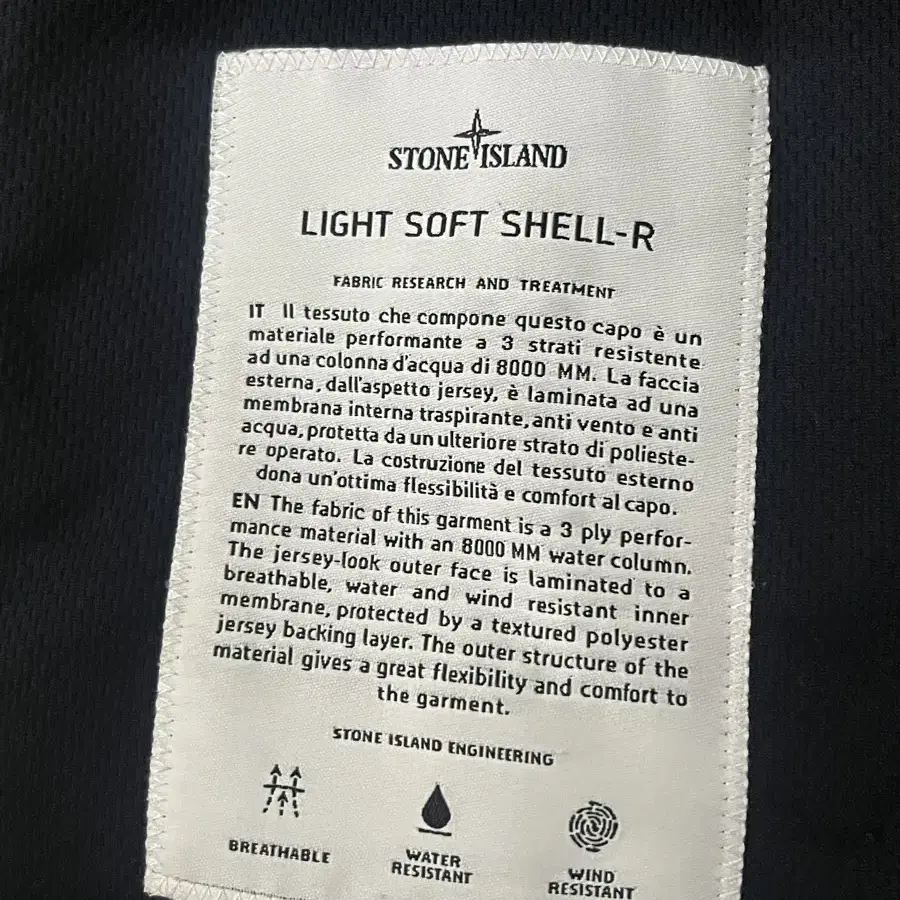 STONE ISLAND
LIGHT SOFT SHELL-R
FABRIC RESEARCH AND TREATMENT
IT Il tessuto che compone questo capo è un
materiale performante a 3 strati resistente
ad una colonna d'acqua di 8000 MM. La faccia
esterna, dall'aspetto jersey, è laminata ad una
membrana interna traspirante, anti vento e anti
acqua, protetta da un ulteriore strato di polieste-
re operato. La costruzione del tessuto esterno
dona un'ottima flessibilità e comfort al capo.
EN The fabric of this garment is a 3 ply perfor-
mance material with an 8000 MM water column.
The jersey-look outer face is laminated to a
breathable, water and wind resistant inner
membrane, protected by a textured polyester
jersey backing layer. The outer structure of the
material gives a great flexibility and comfort to
the garment.
STONE ISLAND ENGINEERING
BREATHABLE
WATER
RESISTANT
WIND
RESISTANT